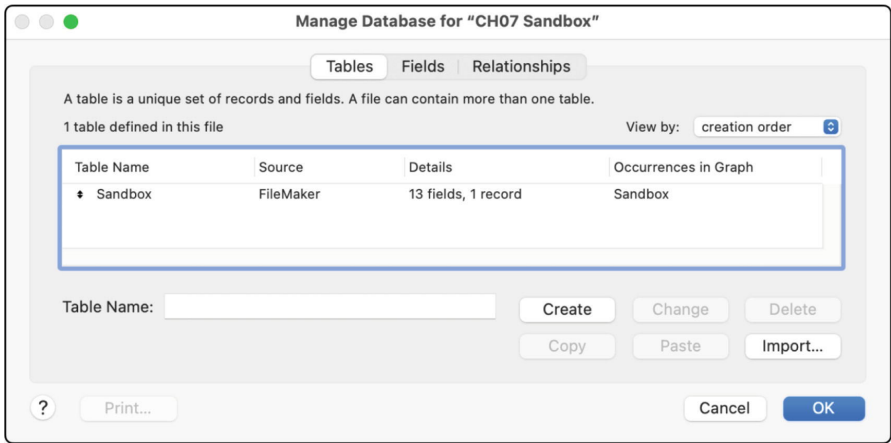 Manage Database for “CH07 Sandbox”
Tables Fields Relationships
A table is a unique set of records and fields. A file can contain more than one table.
1 table defined in this file View by: creation order
Table Name Source Details Occurrences in Graph
Sandbox FileMaker 13 fields, 1 record Sandbox
Table Name: Create Change Delete
Copy Paste Import...
? Print... Cancel OK